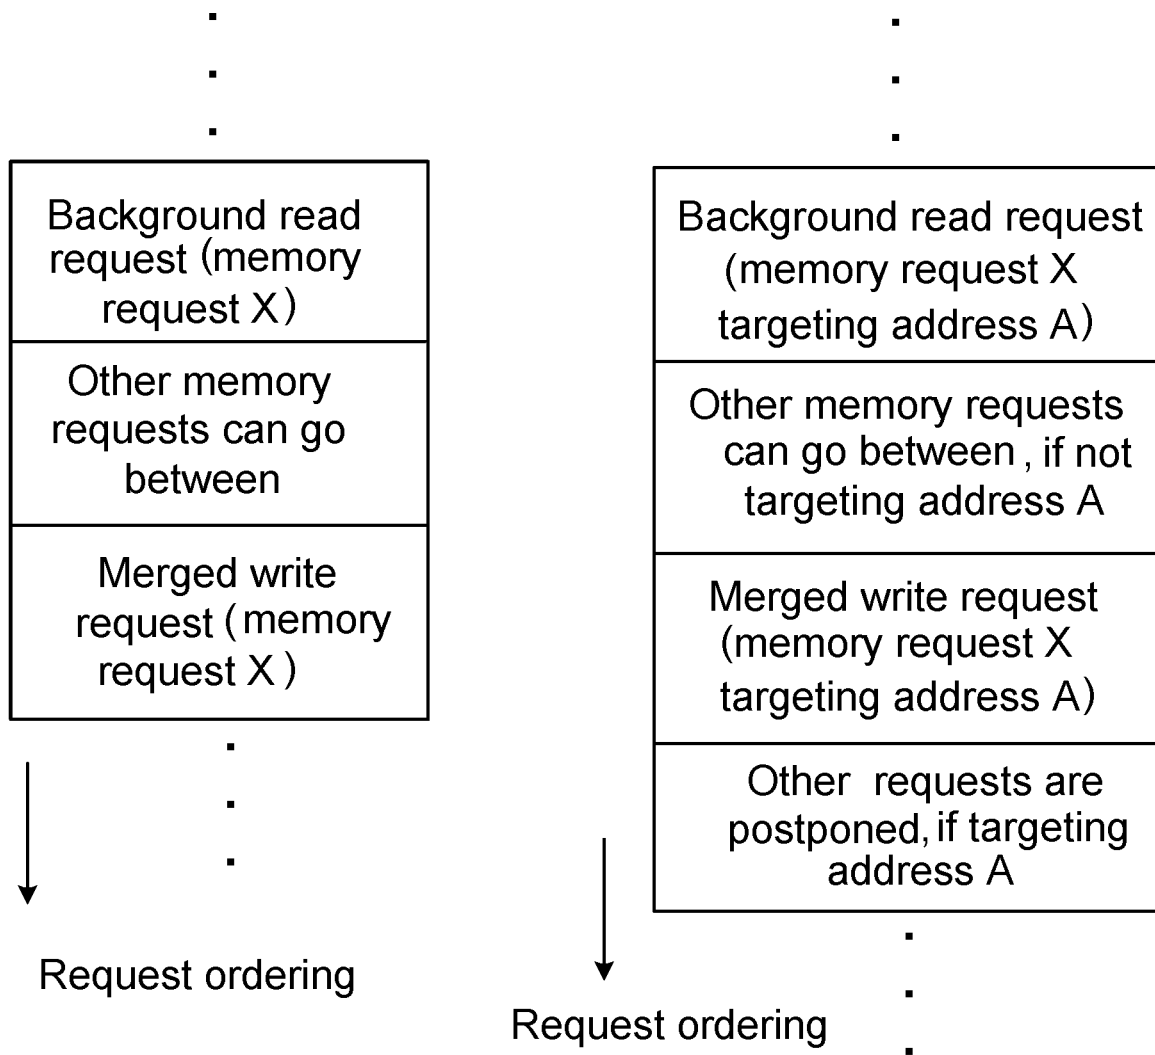 Background read
request (memory
request X)
Other memory
requests can go
between
Merged write
request (memory
request X)
Request ordering
Background read request
(memory request X
targeting address A)
Other memory requests
can go between, if not
targeting address A
Merged write request
(memory request X
targeting address A)
Other requests are
postponed, if targeting
address A
Request ordering